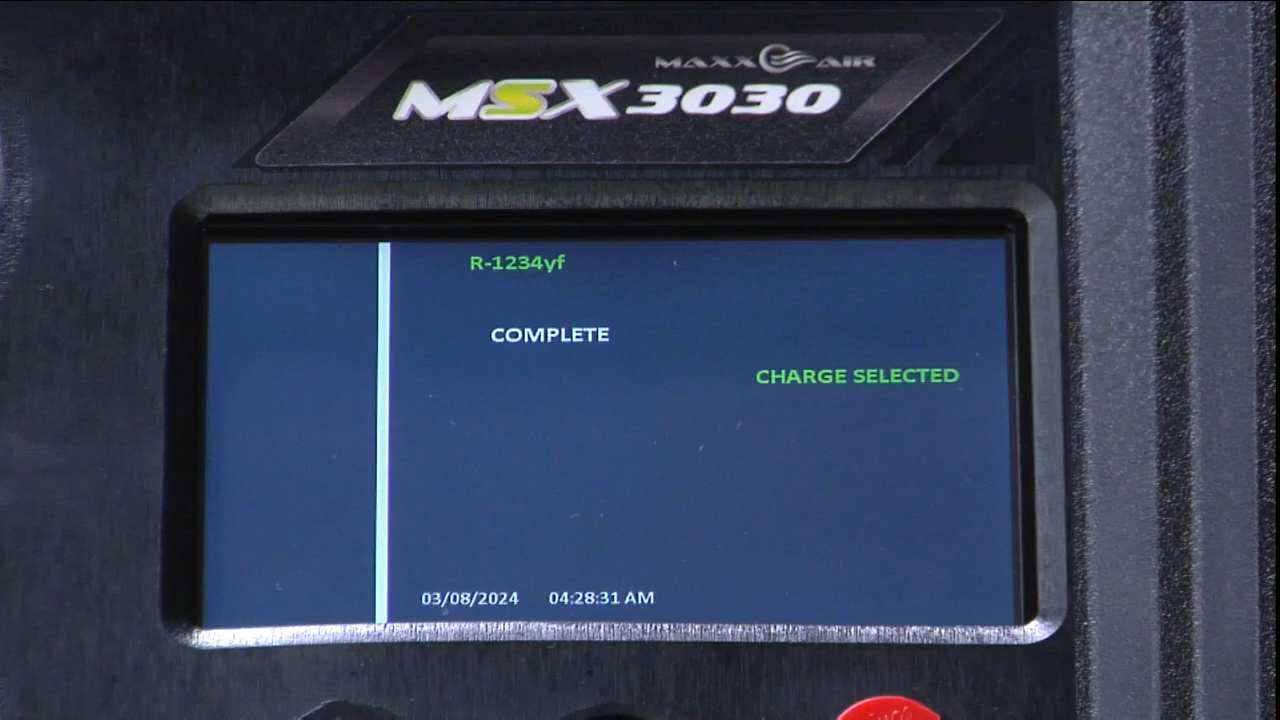 MAXX AIR
MSX3030
R-1234yf
COMPLETE
CHARGE SELECTED
03/08/2024 04:28:31 AM